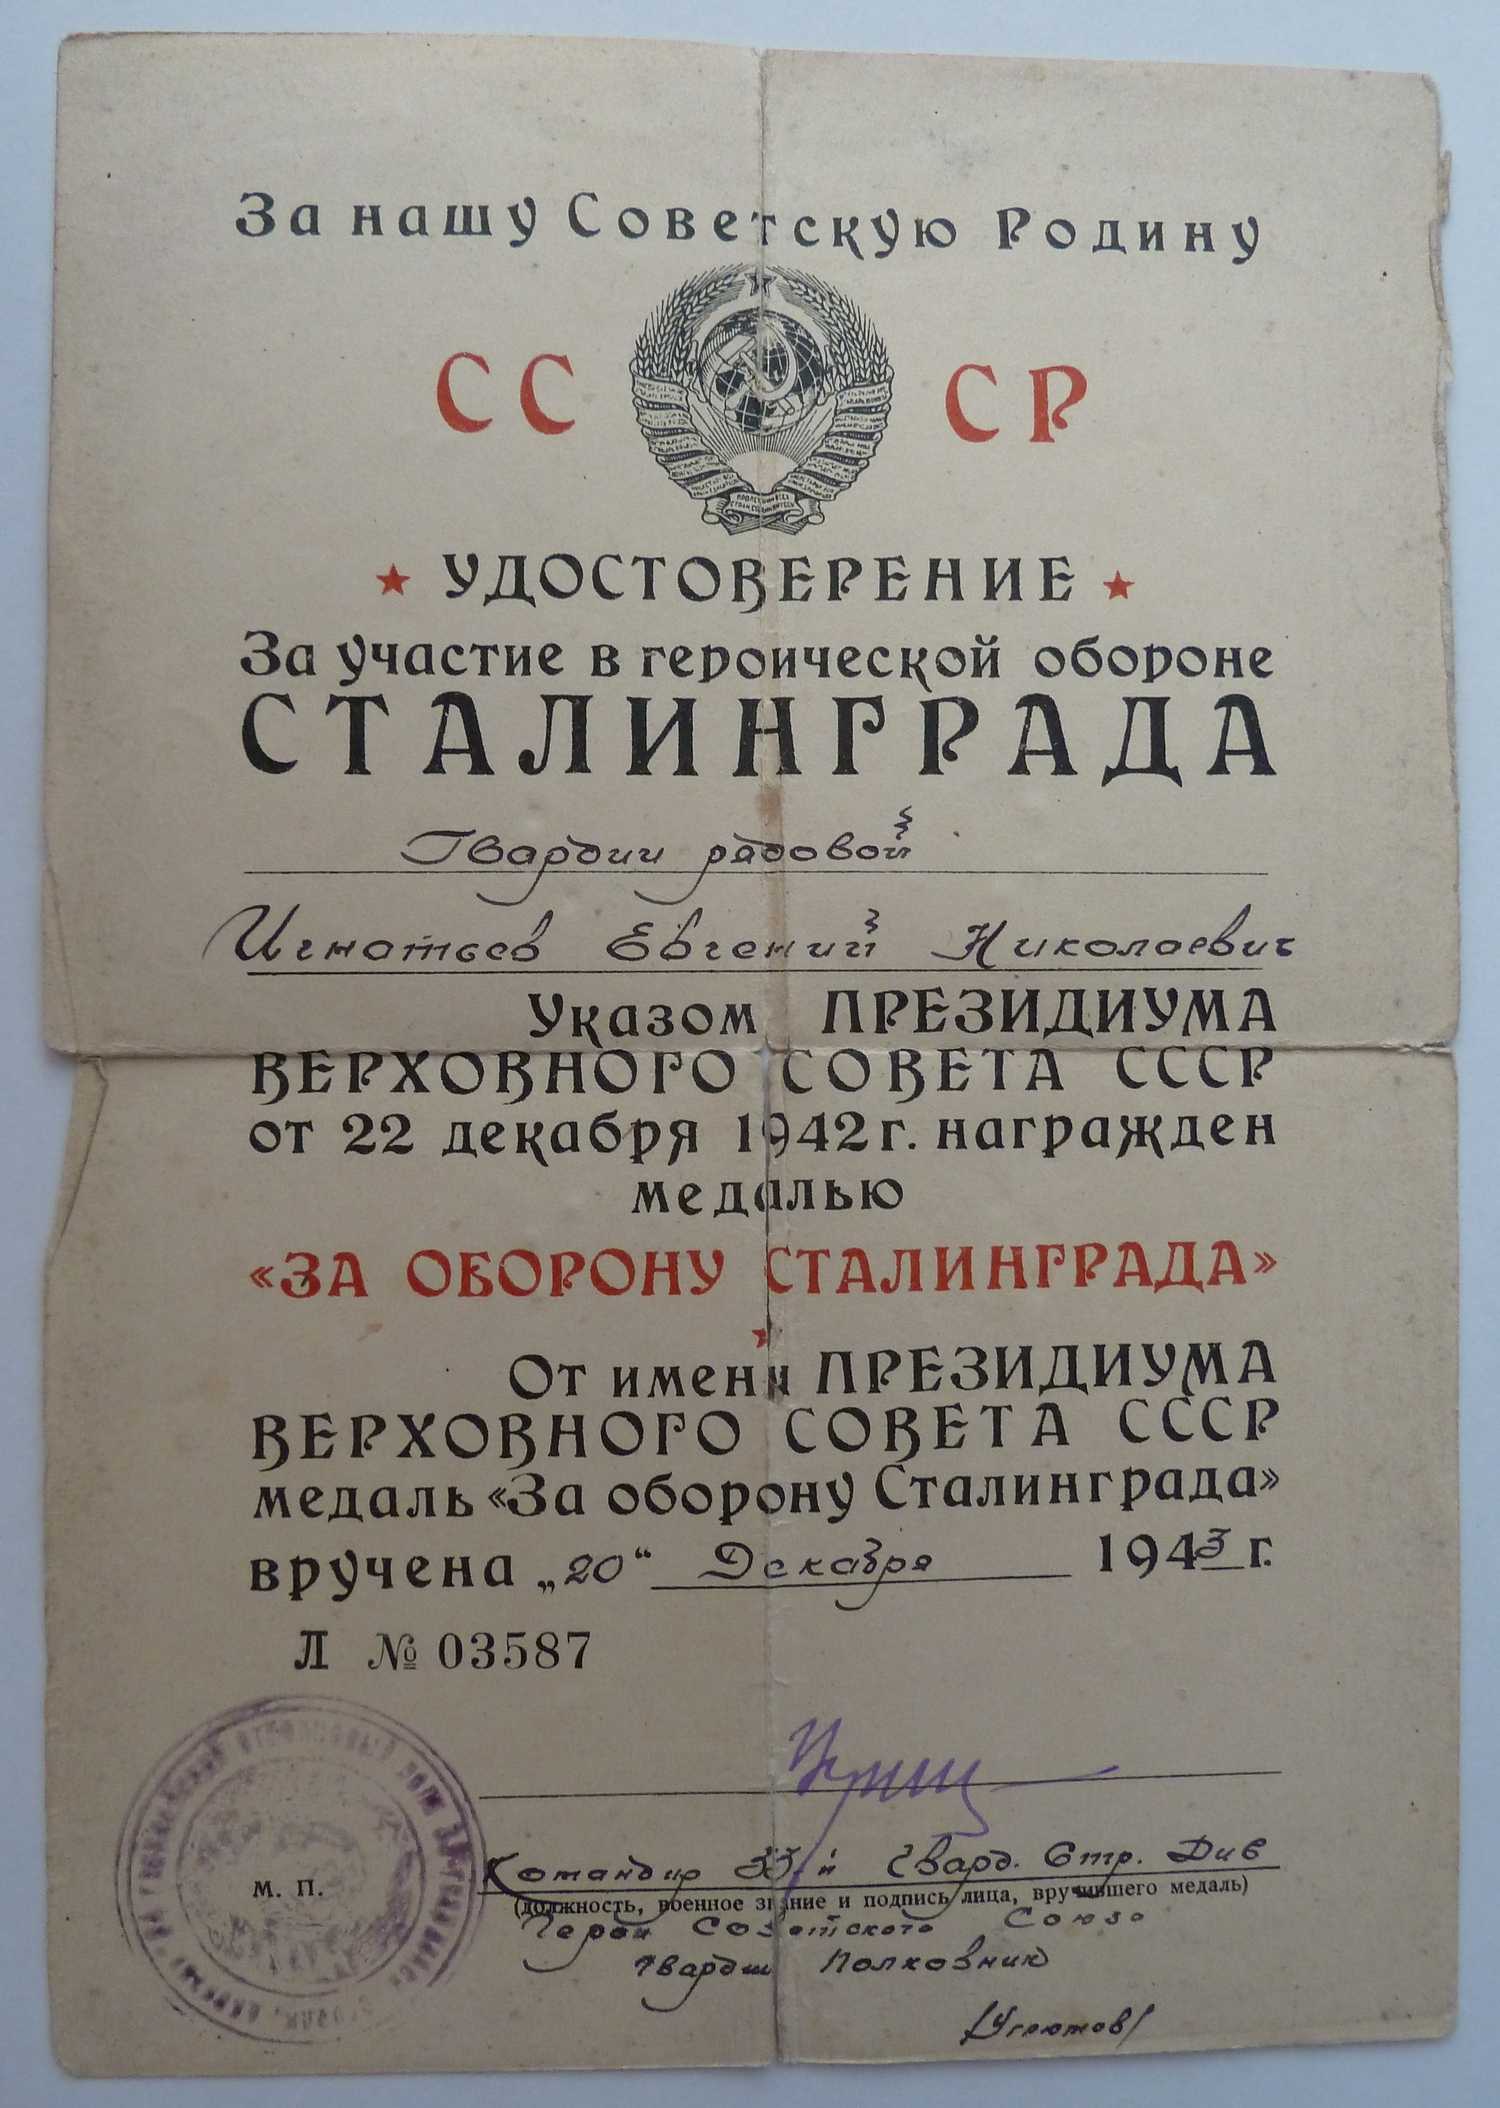 За нашу Советскую Родину
СССР
УДОСТОВЕРЕНИЕ
За участие в героической обороне
СТАЛИНГРАДА
Гвардии рядовой
Игнатьев Евгений Николаевич
Указом ПРЕЗИДИУМА
ВЕРХОВНОГО СОВЕТА СССР
от 22 декабря 1942 г. награжден
медалью
«ЗА ОБОРОНУ СТАЛИНГРАДА»
От имени ПРЕЗИДИУМА
ВЕРХОВНОГО СОВЕТА СССР
медаль «За оборону Сталинграда»
вручена „20“ Декабря 1943 г.
Л № 03587
Командир 33-й Гвард. Стр. Див
М. П.
(должность, военное звание и подпись лица, вручившего медаль)
Герой Советского Союза
Гвардии Полковник
/Угрюмов/